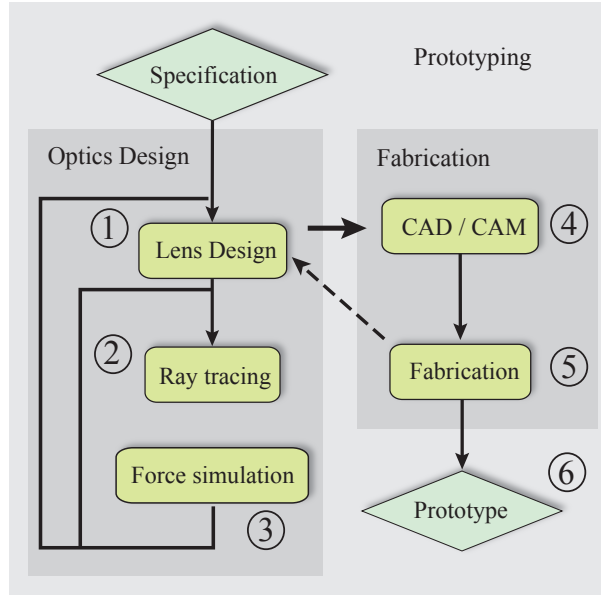 Specification
Prototyping
Optics Design
Fabrication
1
Lens Design
CAD / CAM
4
2
Ray tracing
Fabrication
5
Force simulation
3
6
Prototype